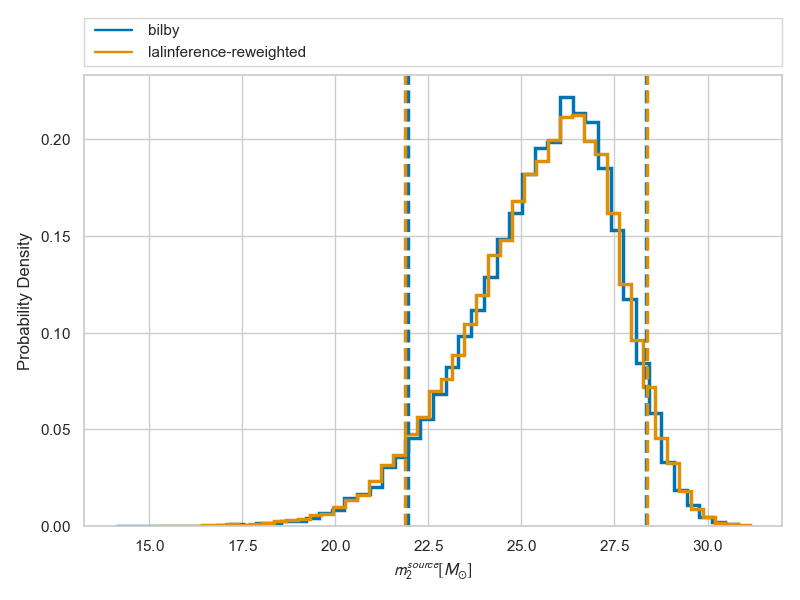 bilby
lalinference-reweighted
Probability Density
0.20
0.15
0.10
0.05
0.00
15.0 17.5 20.0 22.5 25.0 27.5 30.0
m₂^source [M⊙]